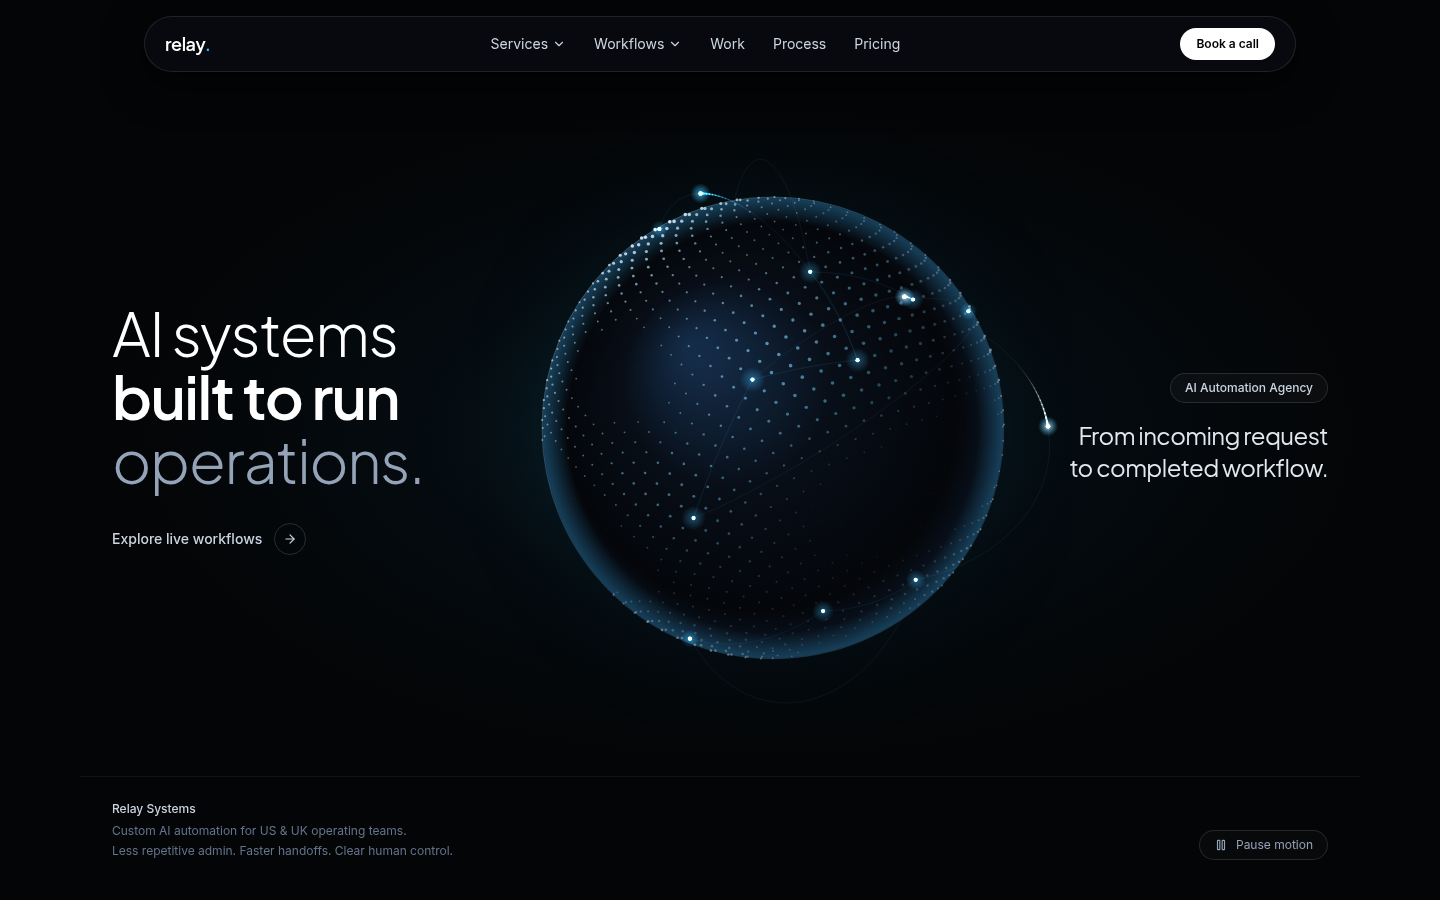 relay.
Services
Workflows
Work
Process
Pricing
Book a call
AI systems
built to run
operations.
Explore live workflows
AI Automation Agency
From incoming request
to completed workflow.
Relay Systems
Custom AI automation for US & UK operating teams.
Less repetitive admin. Faster handoffs. Clear human control.
Pause motion